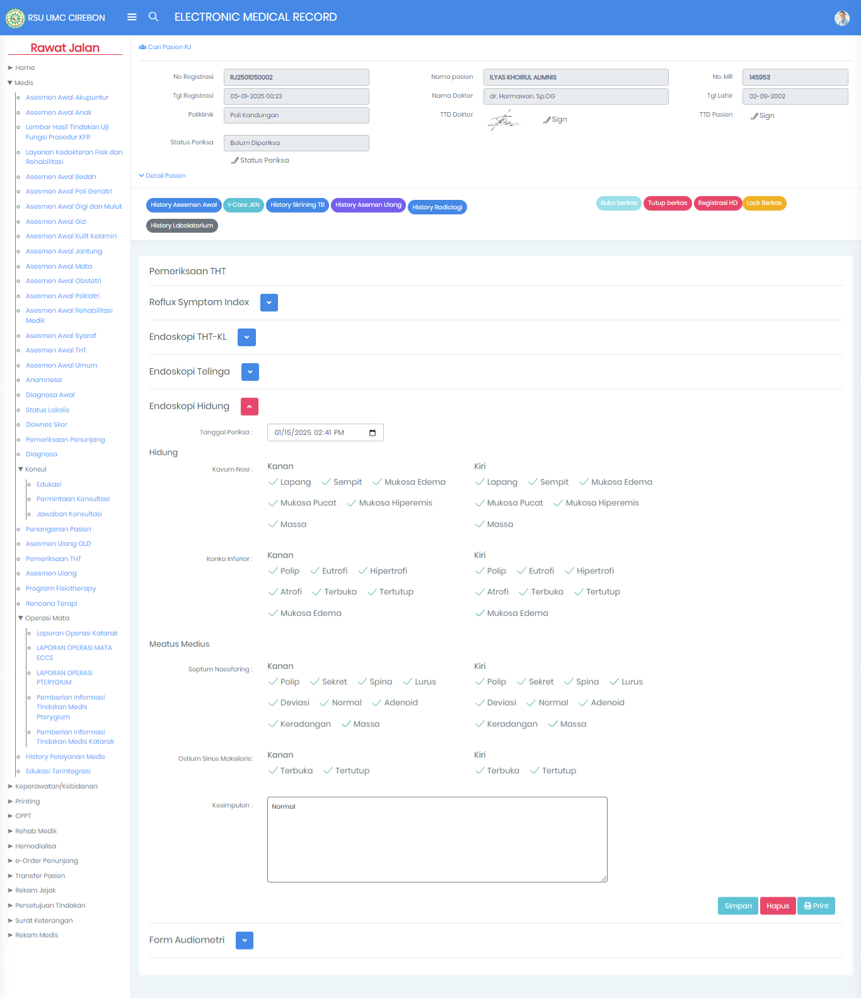 RSU UMC CIREBON
ELECTRONIC MEDICAL RECORD
Rawat Jalan
Home
Medis
Asesmen Awal Akupuntur
Asesmen Awal Anak
Lembar Hasil Tindakan Uji
Fungsi Prosedur KFR
Layanan Kedokteran Fisik dan
Rehabilitasi
Asesmen Awal Bedah
Asesmen Awal Poli Geriatri
Asesmen Awal Gigi dan Mulut
Asesmen Awal Gizi
Asesmen Awal Kulit Kelamin
Asesmen Awal Jantung
Asesmen Awal Mata
Asesmen Awal Obstetri
Asesmen Awal Psikiatri
Asesmen Awal Rehabilitasi
Medik
Asesmen Awal Syaraf
Asesmen Awal THT
Asesmen Awal Umum
Anamnesa
Diagnosa Awal
Status Lokalis
Downes Skor
Pemeriksaan Penunjang
Diagnosa
Konsul
Edukasi
Permintaan Konsultasi
Jawaban Konsultasi
Penanganan Pasien
Asesmen Ulang OLD
Pemeriksaan THT
Asesmen Ulang
Program Fisiotherapy
Rencana Terapi
Operasi Mata
Laporan Operasi Katarak
LAPORAN OPERASI MATA
ECCE
LAPORAN OPERASI
PTERYGIUM
Pemberian Informasi
Tindakan Medis
Pterygium
Pemberian Informasi
Tindakan Medis Katarak
History Pelayanan Medis
Edukasi Terintegrasi
Keperawatan/Kebidanan
Printing
CPPT
Rehab Medik
Hemodialisa
e-Order Penunjang
Transfer Pasien
Rekam Jejak
Persetujuan Tindakan
Surat Keterangan
Rekam Medis
Cari Pasien RJ
No Registrasi RJ2501050002 Nama pasien ILYAS KHOIRUL ALIMNIS No. MR 145953
Tgl Registrasi 05-01-2025 00:23 Nama Dokter dr. Hermawan, Sp.OG Tgl Lahir 02-09-2002
Poliklinik Poli Kandungan TTD Dokter Sign TTD Pasien Sign
Status Periksa Belum Diperiksa
Status Periksa
Detail Pasien
History Asesmen Awal I-Care JKN History Skrining TB History Asemen Ulang History Radiologi Buka berkas Tutup berkas Registrasi HD Lock Berkas
History Labolatorium
Pemeriksaan THT
Reflux Symptom Index
Endoskopi THT-KL
Endoskopi Telinga
Endoskopi Hidung
Tanggal Periksa : 01/15/2025 02:41 PM
Hidung
Kavum Nasi : Kanan Kiri
Lapang Sempit Mukosa Edema Lapang Sempit Mukosa Edema
Mukosa Pucat Mukosa Hiperemis Mukosa Pucat Mukosa Hiperemis
Massa Massa
Konka Inferior : Kanan Kiri
Polip Eutrofi Hipertrofi Polip Eutrofi Hipertrofi
Atrofi Terbuka Tertutup Atrofi Terbuka Tertutup
Mukosa Edema Mukosa Edema
Meatus Medius
Septum Nasofaring : Kanan Kiri
Polip Sekret Spina Lurus Polip Sekret Spina Lurus
Deviasi Normal Adenoid Deviasi Normal Adenoid
Keradangan Massa Keradangan Massa
Ostium Sinus Maksilaris: Kanan Kiri
Terbuka Tertutup Terbuka Tertutup
Kesimpulan : Normal
Simpan Hapus Print
Form Audiometri